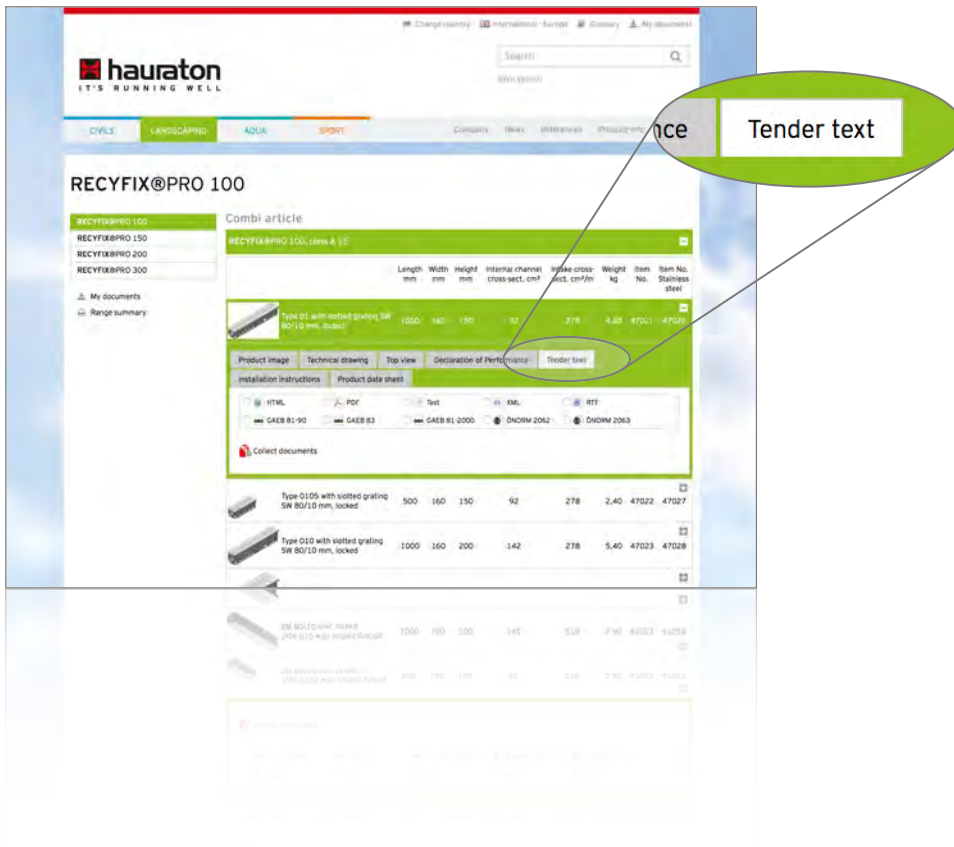 Change country International / Europe Glossary My documents
Search
hauraton
IT'S RUNNING WELL
CIVILS LANDSCAPING AQUA SPORT Company News References
nce Tender text
RECYFIX®PRO 100
RECYFIX®PRO 100
RECYFIX®PRO 150
RECYFIX®PRO 200
RECYFIX®PRO 300
My documents
Range summary
Combi article
RECYFIX®PRO 100, class A 15
Length mm Width mm Height mm Internal channel cross-sect. cm² Intake cross-sect. cm²/m Weight kg Item No. Item No. Stainless steel
Type 01 with slotted grating SW
80/10 mm, locked
1000 160 150 92 278 4,60 47021 47026
Product image Technical drawing Top view Declaration of Performance Tender text
Installation instructions Product data sheet
HTML PDF Text XML RTF
GAEB 81-90 GAEB 83 GAEB 81-2000 ÖNORM 2062 ÖNORM 2063
Collect documents
Type 0105 with slotted grating
SW 80/10 mm, locked
500 160 150 92 278 2,40 47022 47027
Type 010 with slotted grating
SW 80/10 mm, locked
1000 160 200 142 278 5,40 47023 47028